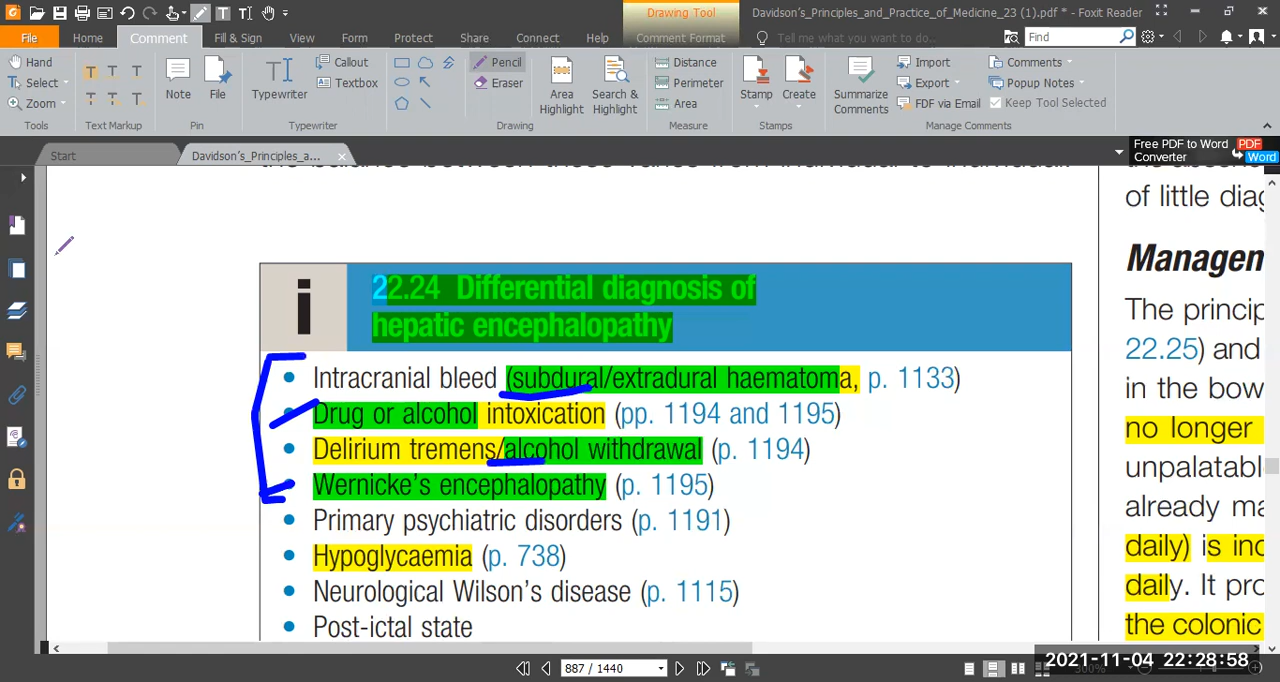 Drawing Tool
Davidson's_Principles_and_Practice_of_Medicine_23 (1).pdf * - Foxit Reader
File Home Comment Fill & Sign View Form Protect Share Connect Help Comment Format Tell me what you want to do... Find
Hand
Select
Zoom
Tools
Text Markup
Note
File
Pin
Typewriter
Callout
Textbox
Typewriter
Pencil
Eraser
Drawing
Area Highlight
Search & Highlight
Distance
Perimeter
Area
Measure
Stamp
Create
Stamps
Summarize Comments
Import
Export
FDF via Email
Comments
Popup Notes
Keep Tool Selected
Manage Comments
Start Davidson's_Principles_a...
Free PDF to Word Converter
PDF
Word
22.24 Differential diagnosis of
hepatic encephalopathy
• Intracranial bleed (subdural/extradural haematoma, p. 1133)
• Drug or alcohol intoxication (pp. 1194 and 1195)
• Delirium tremens/alcohol withdrawal (p. 1194)
• Wernicke's encephalopathy (p. 1195)
• Primary psychiatric disorders (p. 1191)
• Hypoglycaemia (p. 738)
• Neurological Wilson's disease (p. 1115)
• Post-ictal state
of little diag
Managen
The princip
22.25) and
in the bow
no longer
unpalatabl
already ma
daily) is inc
daily. It pro
the colonic
887 / 1440
2021-11-04 22:28:58